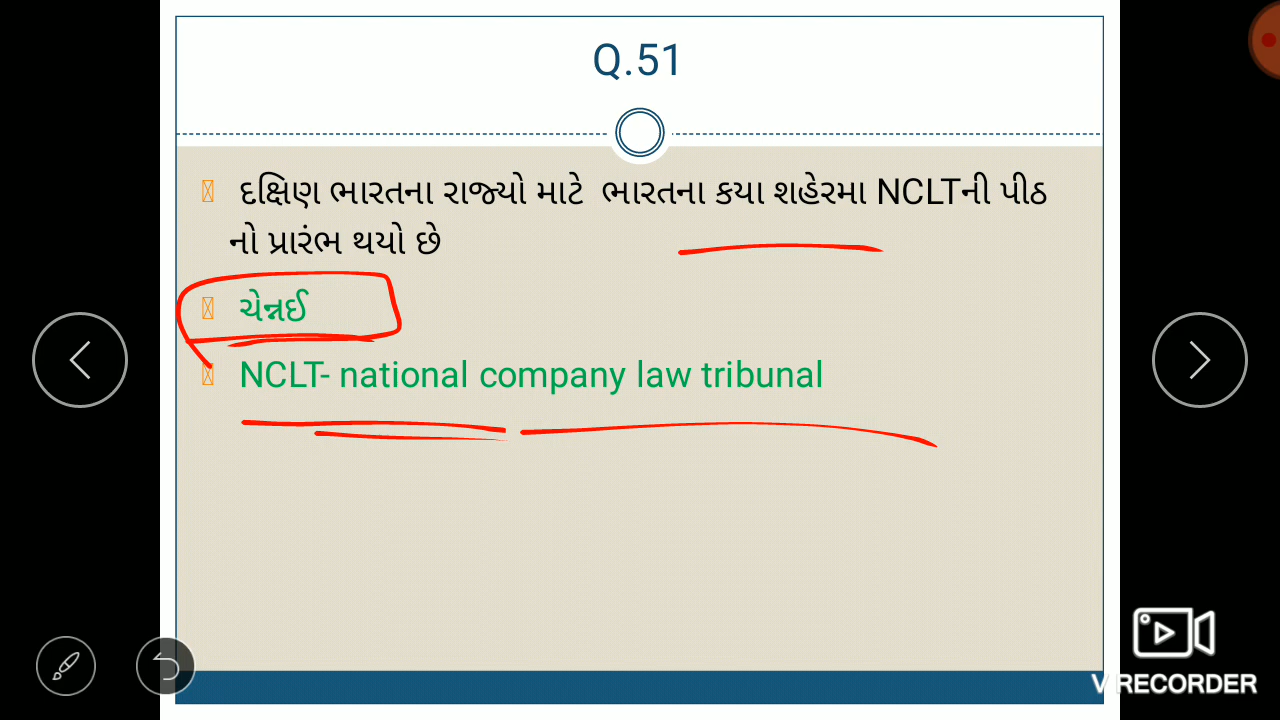 Q.51
દક્ષિણ ભારતના રાજ્યો માટે ભારતના કયા શહેરમા NCLTની પીઠ
નો પ્રારંભ થયો છે
ચેન્નઈ
NCLT- national company law tribunal
V RECORDER